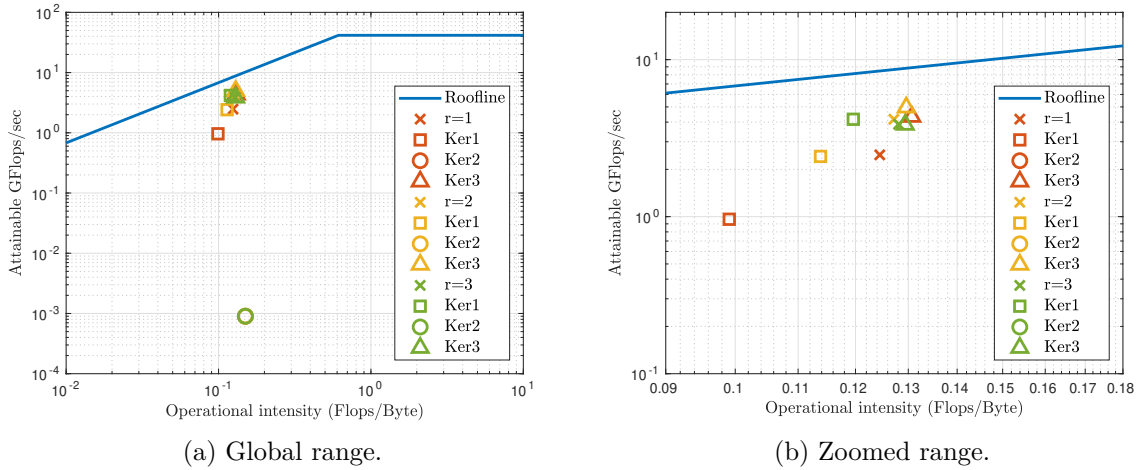 10^2
10^1
10^0
10^-1
10^-2
10^-3
10^-4
Attainable GFlops/sec
10^-2
10^-1
10^0
10^1
Operational intensity (Flops/Byte)
Roofline
r=1
Ker1
Ker2
Ker3
r=2
Ker1
Ker2
Ker3
r=3
Ker1
Ker2
Ker3
(a) Global range.
10^1
10^0
10^-1
Attainable GFlops/sec
0.09
0.1
0.11
0.12
0.13
0.14
0.15
0.16
0.17
0.18
Operational intensity (Flops/Byte)
Roofline
r=1
Ker1
Ker2
Ker3
r=2
Ker1
Ker2
Ker3
r=3
Ker1
Ker2
Ker3
(b) Zoomed range.